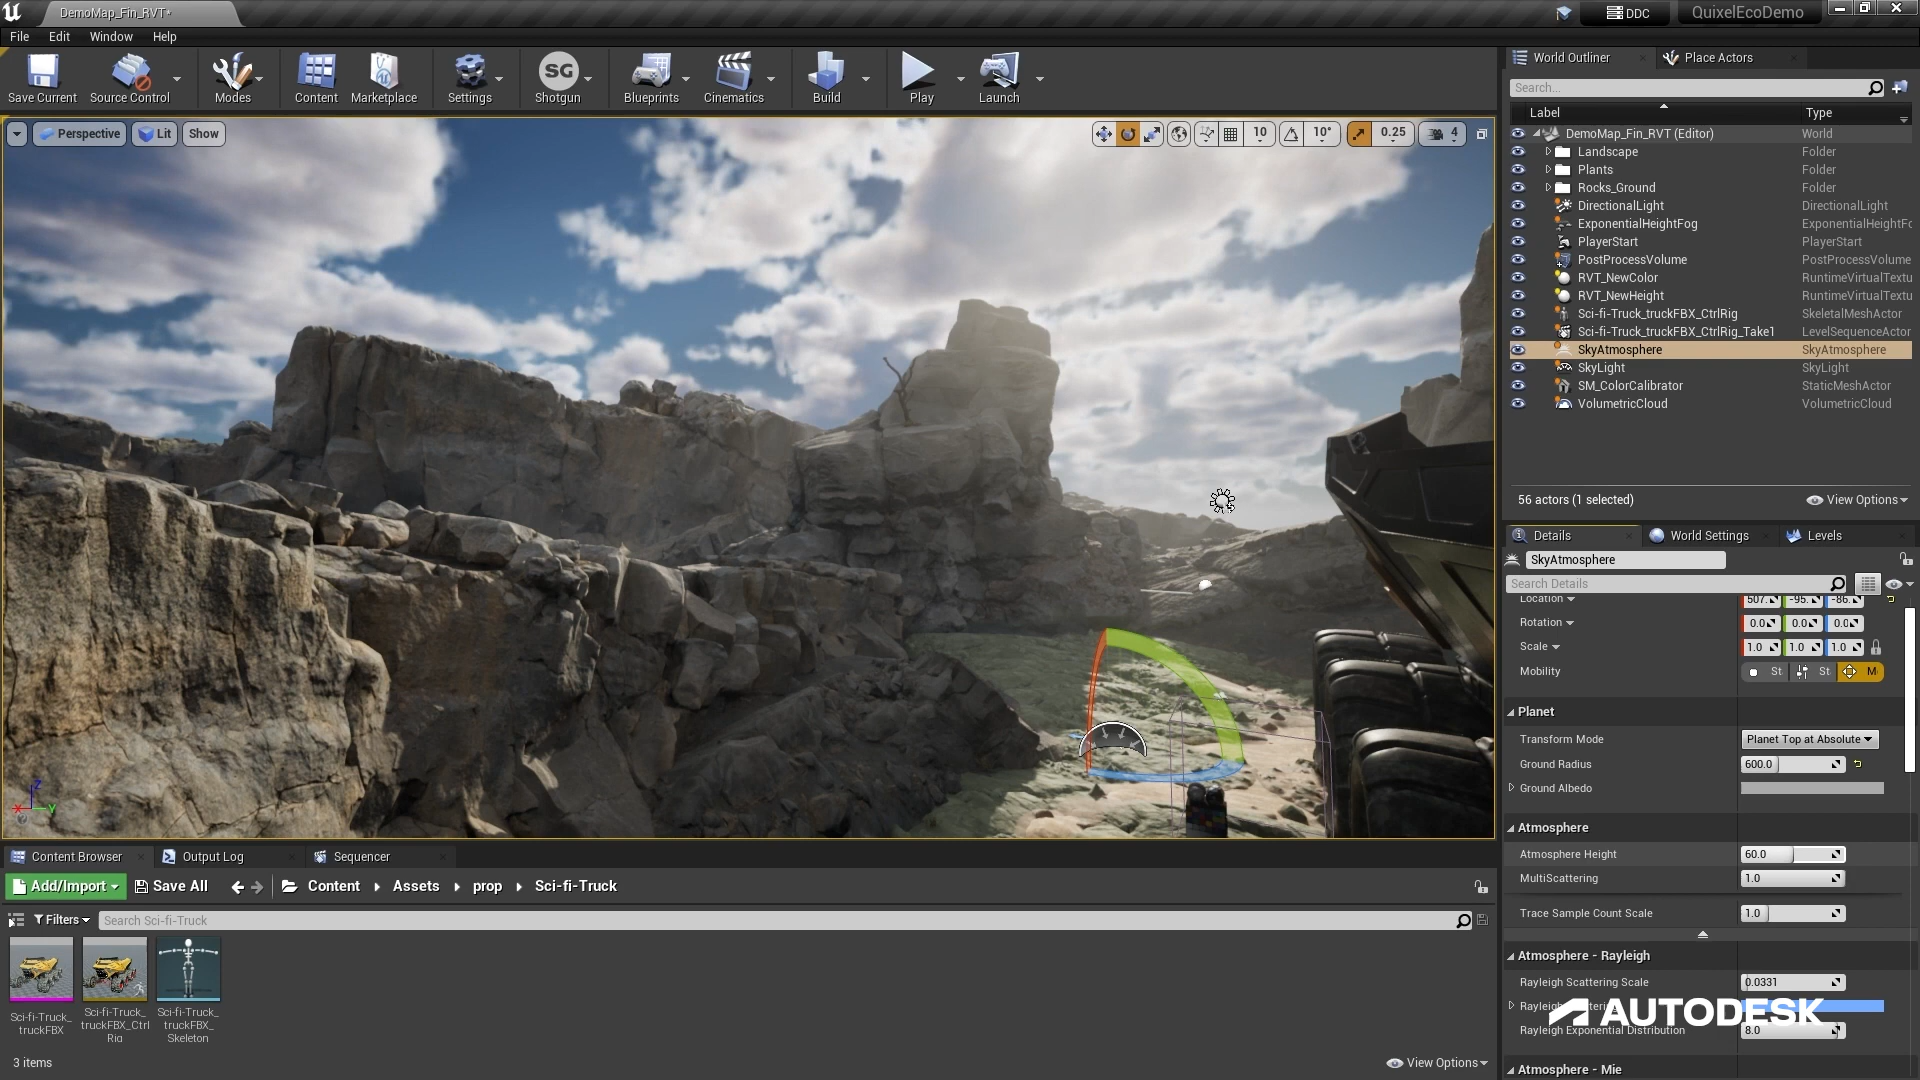 DemoMap_Fin_RVT*
DDC
QuixelEcoDemo
File Edit Window Help
Save Current
Source Control
Modes
Content
Marketplace
Settings
SG
Shotgun
Blueprints
Cinematics
Build
Play
Launch
Perspective
Lit
Show
10
10°
0.25
4
World Outliner
Place Actors
Search...
Label Type
DemoMap_Fin_RVT (Editor) World
Landscape Folder
Plants Folder
Rocks_Ground Folder
DirectionalLight DirectionalLight
ExponentialHeightFog ExponentialHeightFo
PlayerStart PlayerStart
PostProcessVolume PostProcessVolume
RVT_NewColor RuntimeVirtualTextu
RVT_NewHeight RuntimeVirtualTextu
Sci-fi-Truck_truckFBX_CtrlRig SkeletalMeshActor
Sci-fi-Truck_truckFBX_CtrlRig_Take1 LevelSequenceActor
SkyAtmosphere SkyAtmosphere
SkyLight SkyLight
SM_ColorCalibrator StaticMeshActor
VolumetricCloud VolumetricCloud
56 actors (1 selected)
View Options
Details
World Settings
Levels
SkyAtmosphere
Search Details
Location 507. -95. -86.
Rotation 0.0 0.0 0.0
Scale 1.0 1.0 1.0
Mobility St St M
Planet
Transform Mode Planet Top at Absolute
Ground Radius 600.0
Ground Albedo
Atmosphere
Atmosphere Height 60.0
MultiScattering 1.0
Trace Sample Count Scale 1.0
Atmosphere - Rayleigh
Rayleigh Scattering Scale 0.0331
AUTODESK
Rayleigh Exponential Distribution 8.0
Atmosphere - Mie
Z
X
Y
Content Browser
Output Log
Sequencer
Add/Import
Save All
Content
Assets
prop
Sci-fi-Truck
Filters
Search Sci-fi-Truck
Sci-fi-Truck_
truckFBX
Sci-fi-Truck_
truckFBX_Ctrl
Rig
Sci-fi-Truck_
truckFBX_
Skeleton
3 items
View Options